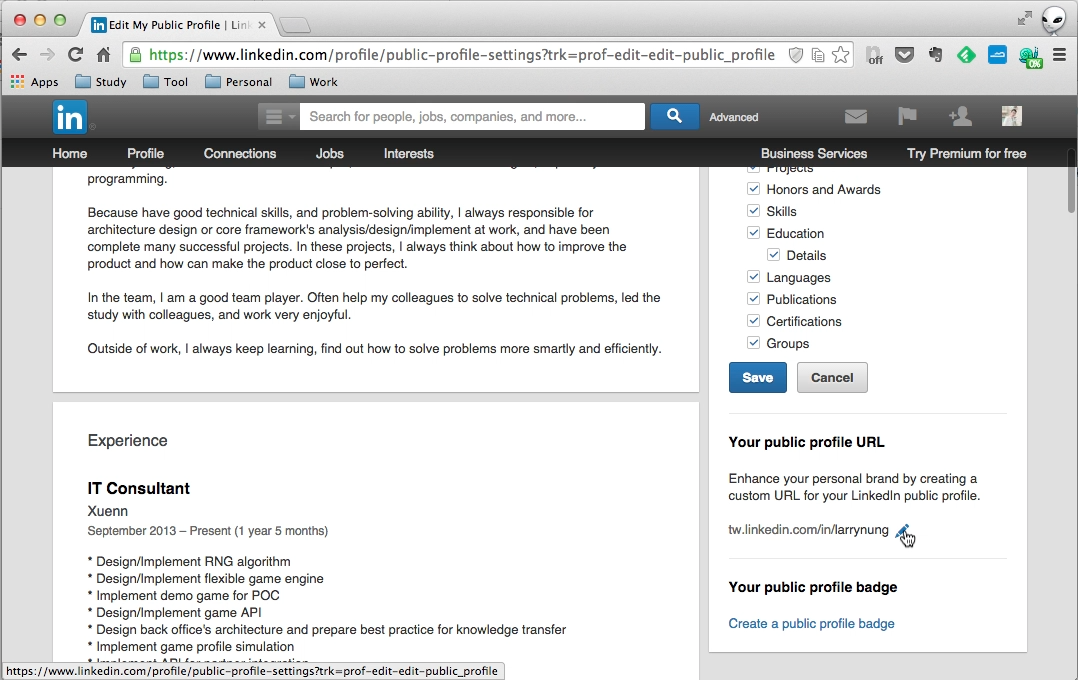 Edit My Public Profile | Lin
https://www.linkedin.com/profile/public-profile-settings?trk=prof-edit-edit-public_profile
off
0%
Apps
Study
Tool
Personal
Work
in
Search for people, jobs, companies, and more...
Advanced
Home
Profile
Connections
Jobs
Interests
Business Services
Try Premium for free
programming.
Because have good technical skills, and problem-solving ability, I always responsible for
architecture design or core framework's analysis/design/implement at work, and have been
complete many successful projects. In these projects, I always think about how to improve the
product and how can make the product close to perfect.
In the team, I am a good team player. Often help my colleagues to solve technical problems, led the
study with colleagues, and work very enjoyful.
Outside of work, I always keep learning, find out how to solve problems more smartly and efficiently.
Experience
IT Consultant
Xuenn
September 2013 – Present (1 year 5 months)
* Design/Implement RNG algorithm
* Design/Implement flexible game engine
* Implement demo game for POC
* Design/Implement game API
* Design back office's architecture and prepare best practice for knowledge transfer
* Implement game profile simulation
* Implement API for partner integration
Projects
Honors and Awards
Skills
Education
Details
Languages
Publications
Certifications
Groups
Save
Cancel
Your public profile URL
Enhance your personal brand by creating a
custom URL for your LinkedIn public profile.
tw.linkedin.com/in/larrynung
Your public profile badge
Create a public profile badge
https://www.linkedin.com/profile/public-profile-settings?trk=prof-edit-edit-public_profile